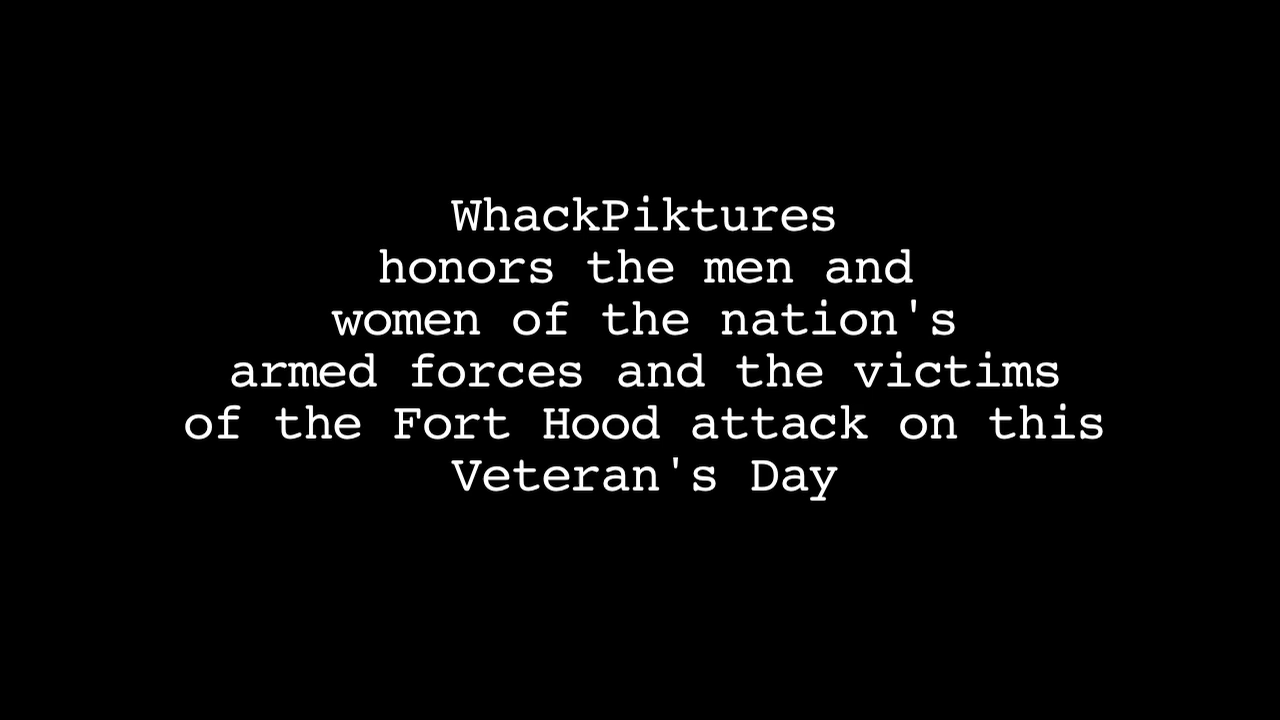 WhackPiktures
honors the men and
women of the nation's
armed forces and the victims
of the Fort Hood attack on this
Veteran's Day